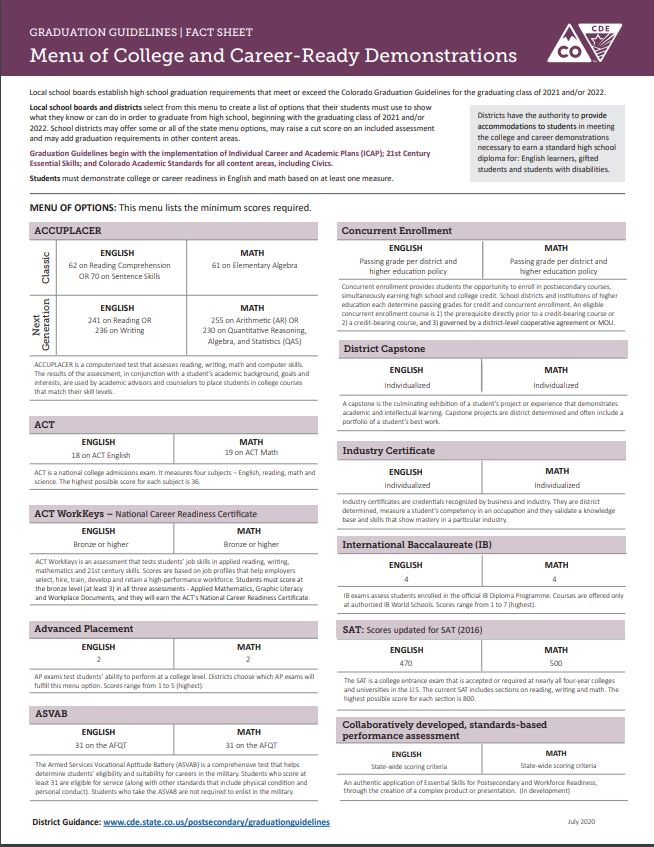 GRADUATION GUIDELINES | FACT SHEET
Menu of College and Career-Ready Demonstrations
CO
CDE
Local school boards establish high school graduation requirements that meet or exceed the Colorado Graduation Guidelines for the graduating class of 2021 and/or 2022.
Local school boards and districts select from this menu to create a list of options that their students must use to show
what they know or can do in order to graduate from high school, beginning with the graduating class of 2021 and/or
2022. School districts may offer some or all of the state menu options, may raise a cut score on an included assessment
and may add graduation requirements in other content areas.
Graduation Guidelines begin with the implementation of Individual Career and Academic Plans (ICAP); 21st Century
Essential Skills; and Colorado Academic Standards for all content areas, including Civics.
Students must demonstrate college or career readiness in English and math based on at least one measure.
Districts have the authority to provide
accommodations to students in meeting
the college and career demonstrations
necessary to earn a standard high school
diploma for: English learners, gifted
students and students with disabilities.
MENU OF OPTIONS: This menu lists the minimum scores required.
ACCUPLACER
Classic
ENGLISH
62 on Reading Comprehension
OR 70 on Sentence Skills
MATH
61 on Elementary Algebra
Next
Generation
ENGLISH
241 on Reading OR
236 on Writing
MATH
255 on Arithmetic (AR) OR
230 on Quantitative Reasoning,
Algebra, and Statistics (QAS)
ACCUPLACER is a computerized test that assesses reading, writing, math and computer skills.
The results of the assessment, in conjunction with a student's academic background, goals and
interests, are used by academic advisors and counselors to place students in college courses
that match their skill levels.
ACT
ENGLISH
18 on ACT English
MATH
19 on ACT Math
ACT is a national college admissions exam. It measures four subjects – English, reading, math and
science. The highest possible score for each subject is 36.
ACT WorkKeys – National Career Readiness Certificate
ENGLISH
Bronze or higher
MATH
Bronze or higher
ACT WorkKeys is an assessment that tests students' job skills in applied reading, writing,
mathematics and 21st century skills. Scores are based on job profiles that help employers
select, hire, train, develop and retain a high-performance workforce. Students must score at
the bronze level (at least 3) in all three assessments - Applied Mathematics, Graphic Literacy
and Workplace Documents, and they will earn the ACT's National Career Readiness Certificate.
Advanced Placement
ENGLISH
2
MATH
2
AP exams test students' ability to perform at a college level. Districts choose which AP exams will
fulfill this menu option. Scores range from 1 to 5 (highest).
ASVAB
ENGLISH
31 on the AFQT
MATH
31 on the AFQT
The Armed Services Vocational Aptitude Battery (ASVAB) is a comprehensive test that helps
determine students' eligibility and suitability for careers in the military. Students who score at
least 31 are eligible for service (along with other standards that include physical condition and
personal conduct). Students who take the ASVAB are not required to enlist in the military.
Concurrent Enrollment
ENGLISH
Passing grade per district and
higher education policy
MATH
Passing grade per district and
higher education policy
Concurrent enrollment provides students the opportunity to enroll in postsecondary courses,
simultaneously earning high school and college credit. School districts and institutions of higher
education each determine passing grades for credit and concurrent enrollment. An eligible
concurrent enrollment course is 1) the prerequisite directly prior to a credit-bearing course or
2) a credit-bearing course, and 3) governed by a district-level cooperative agreement or MOU.
District Capstone
ENGLISH
Individualized
MATH
Individualized
A capstone is the culminating exhibition of a student's project or experience that demonstrates
academic and intellectual learning. Capstone projects are district determined and often include a
portfolio of a student's best work.
Industry Certificate
ENGLISH
Individualized
MATH
Individualized
Industry certificates are credentials recognized by business and industry. They are district
determined, measure a student's competency in an occupation and they validate a knowledge
base and skills that show mastery in a particular industry.
International Baccalaureate (IB)
ENGLISH
4
MATH
4
IB exams assess students enrolled in the official IB Diploma Programme. Courses are offered only
at authorized IB World Schools. Scores range from 1 to 7 (highest).
SAT: Scores updated for SAT (2016)
ENGLISH
470
MATH
500
The SAT is a college entrance exam that is accepted or required at nearly all four-year colleges
and universities in the U.S. The current SAT includes sections on reading, writing and math. The
highest possible score for each section is 800.
Collaboratively developed, standards-based
performance assessment
ENGLISH
State-wide scoring criteria
MATH
State-wide scoring criteria
An authentic application of Essential Skills for Postsecondary and Workforce Readiness,
through the creation of a complex product or presentation. (In development)
District Guidance: www.cde.state.co.us/postsecondary/graduationguidelines
July 2020